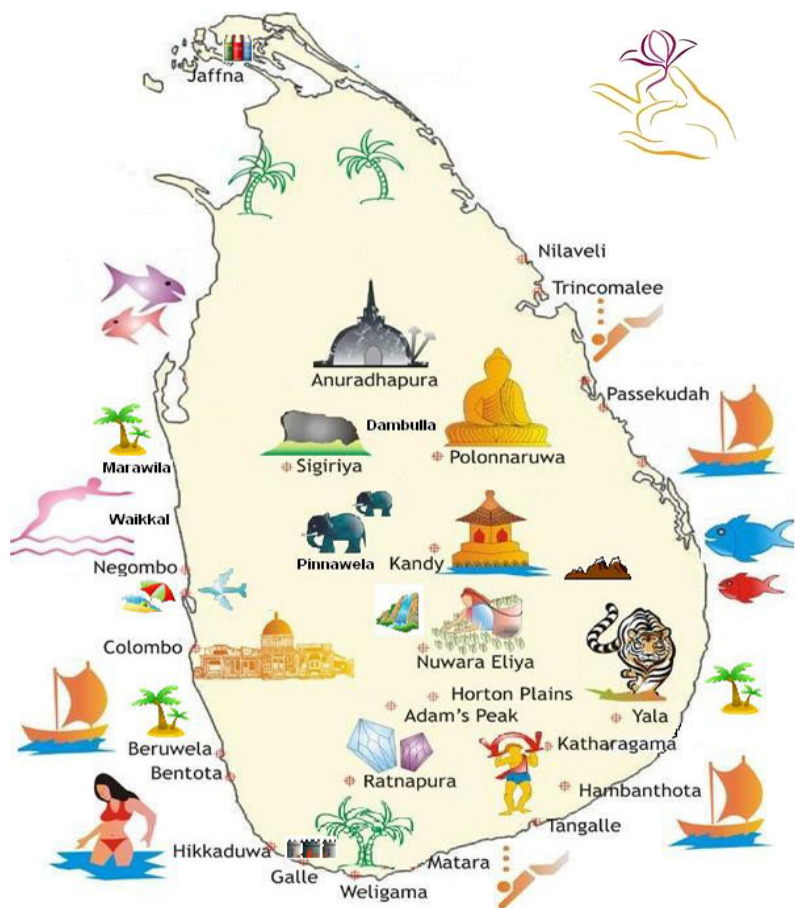 Jaffna
Nilaveli
Trincomalee
Anuradhapura
Passekudah
Dambulla
Marawila
Sigiriya
Polonnaruwa
Waikkal
Negombo
Pinnawela
Kandy
Colombo
Nuwara Eliya
Horton Plains
Adam's Peak
Yala
Beruwela
Katharagama
Bentota
Ratnapura
Hambanthota
Tangalle
Hikkaduwa
Galle
Matara
Weligama